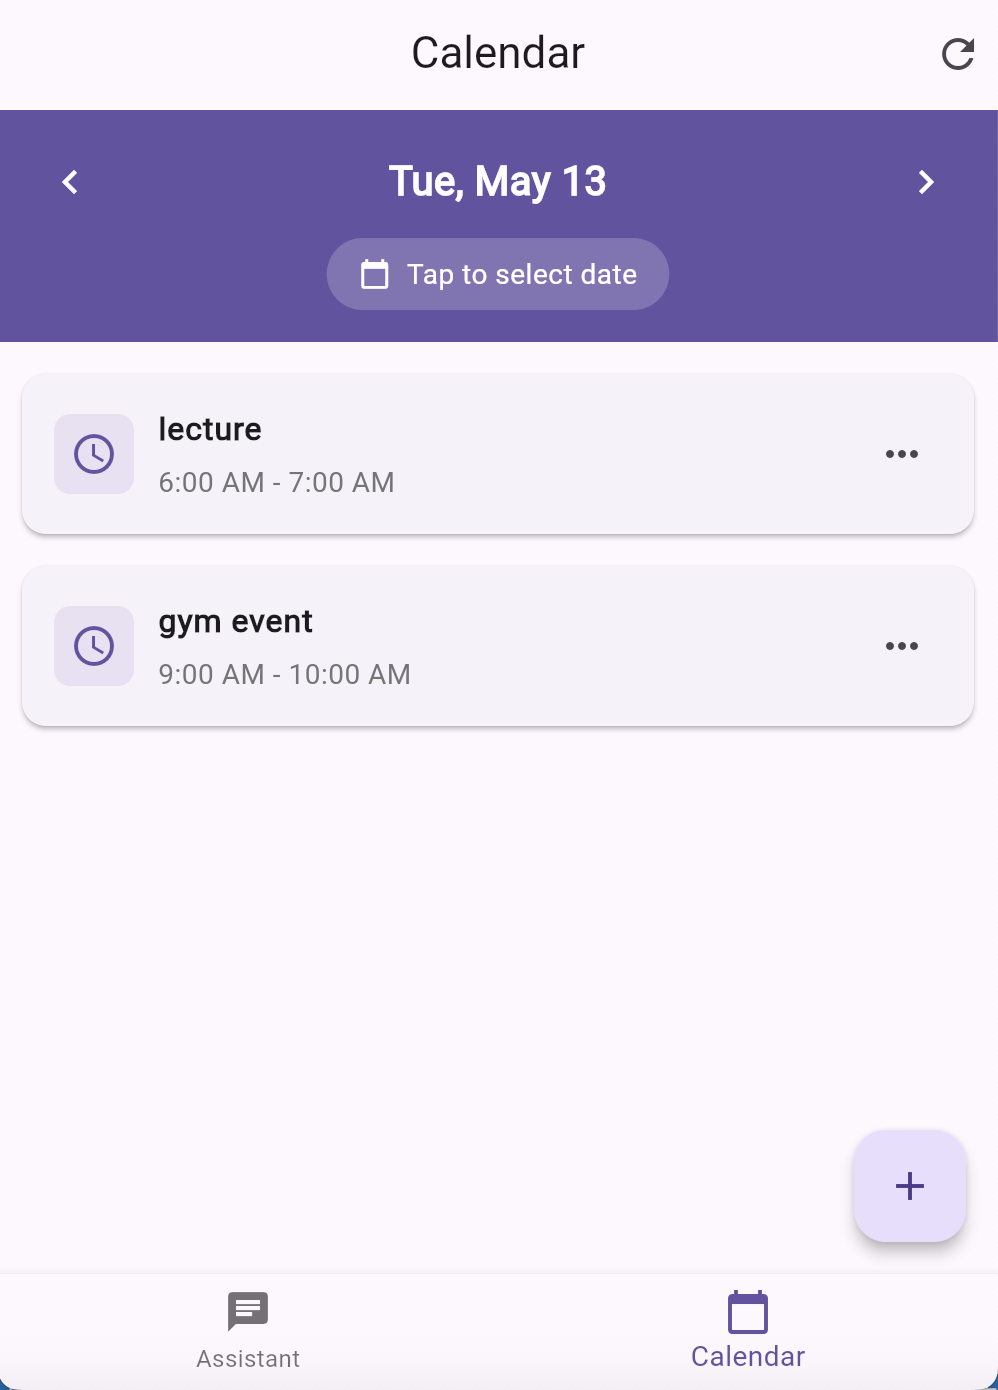 Calendar
Tue, May 13
Tap to select date
lecture
6:00 AM - 7:00 AM
gym event
9:00 AM - 10:00 AM
Assistant
Calendar